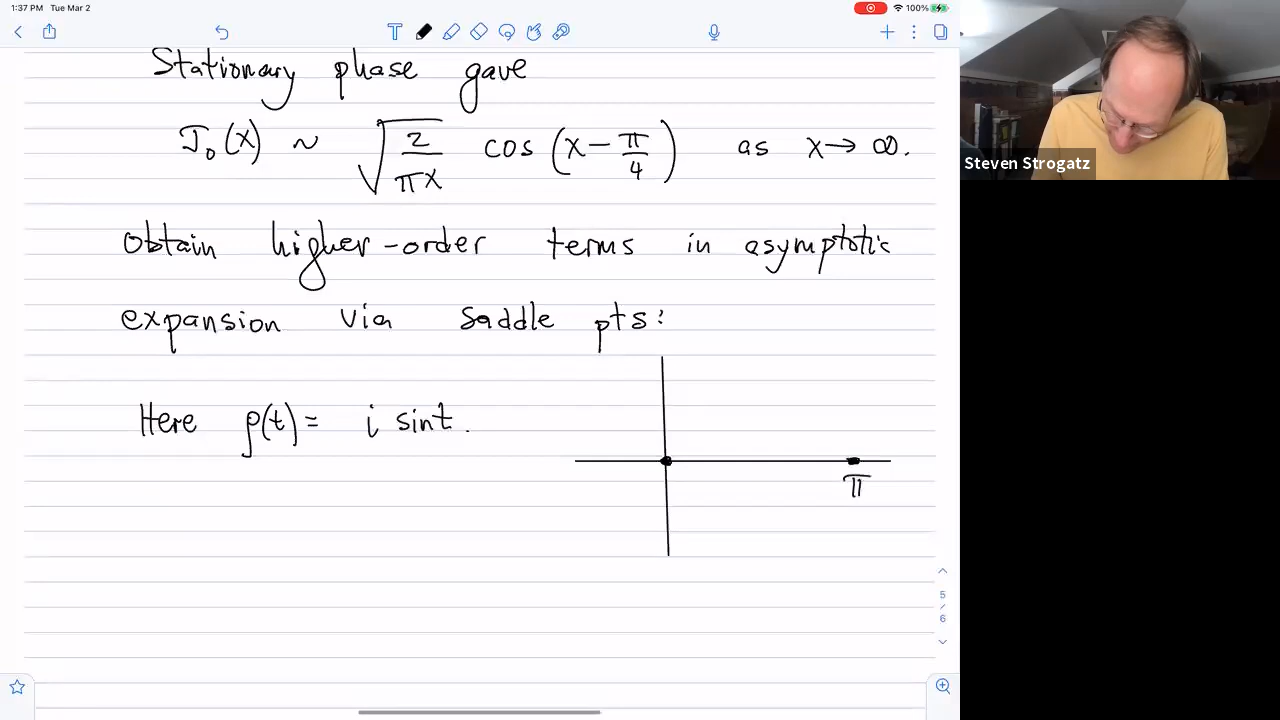 1:37 PM Tue Mar 2
100%
Stationary phase gave
J₀(x) ~ √(2/πx) cos(x − π/4) as x → ∞.
Steven Strogatz
Obtain higher-order terms in asymptotic
expansion via saddle pts:
Here ρ(t) = i sint.
π
5
/
6